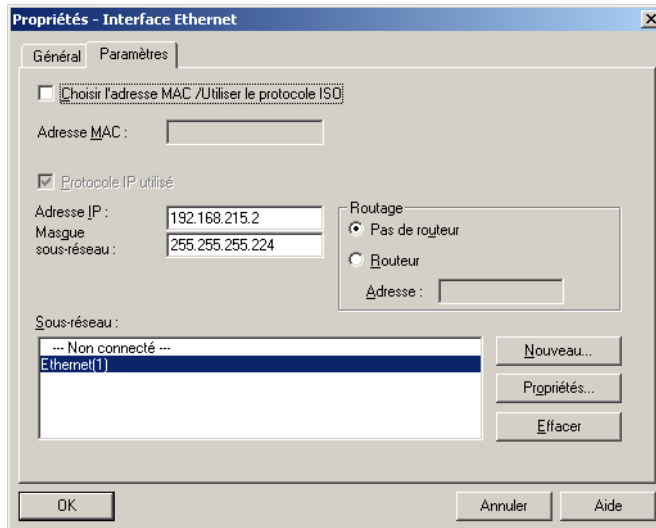 Propriétés - Interface Ethernet
Général
Paramètres
Choisir l'adresse MAC /Utiliser le protocole ISO
Adresse MAC :
Protocole IP utilisé
Adresse IP :
192.168.215.2
Masque
sous-réseau :
255.255.255.224
Routage
Pas de routeur
Routeur
Adresse :
Sous-réseau :
--- Non connecté ---
Ethernet(1)
Nouveau...
Propriétés...
Effacer
OK
Annuler
Aide